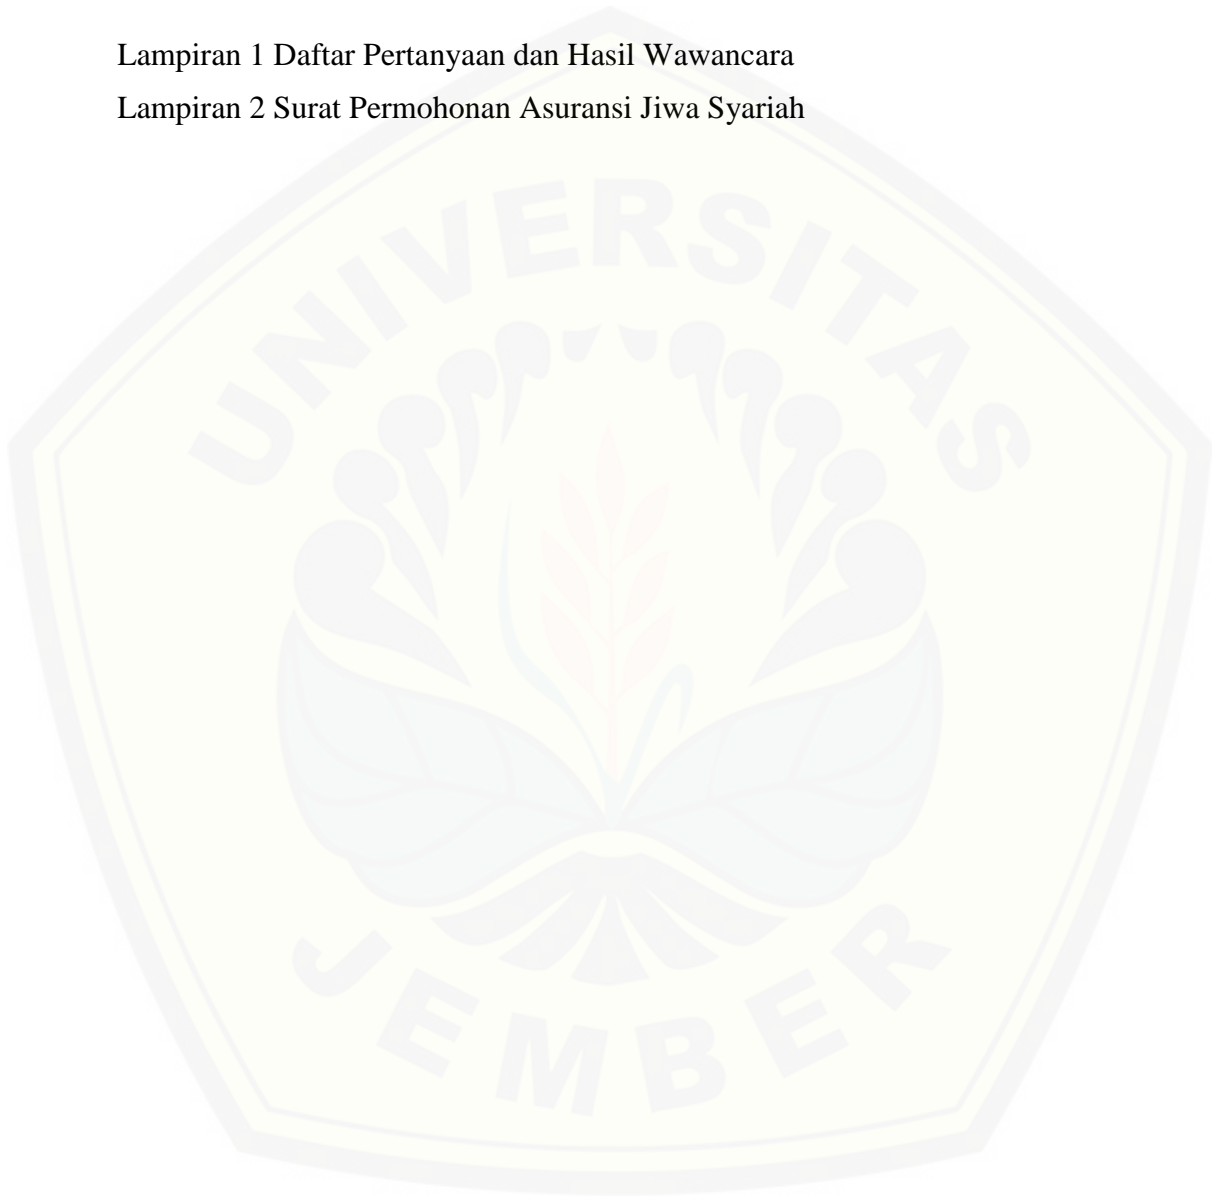 Lampiran 1 Daftar Pertanyaan dan Hasil Wawancara
Lampiran 2 Surat Permohonan Asuransi Jiwa Syariah
UNIVERSITAS
JEMBER